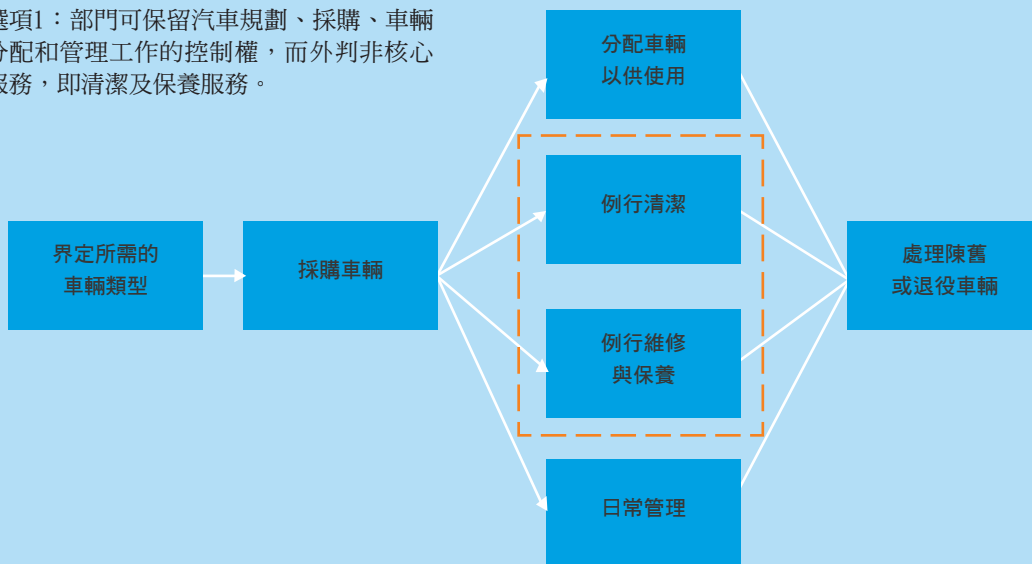 選項1：部門可保留汽車規劃、採購、車輛
分配和管理工作的控制權，而外判非核心
服務，即清潔及保養服務。
分配車輛
以供使用
例行清潔
界定所需的
車輛類型
採購車輛
處理陳舊
或退役車輛
例行維修
與保養
日常管理